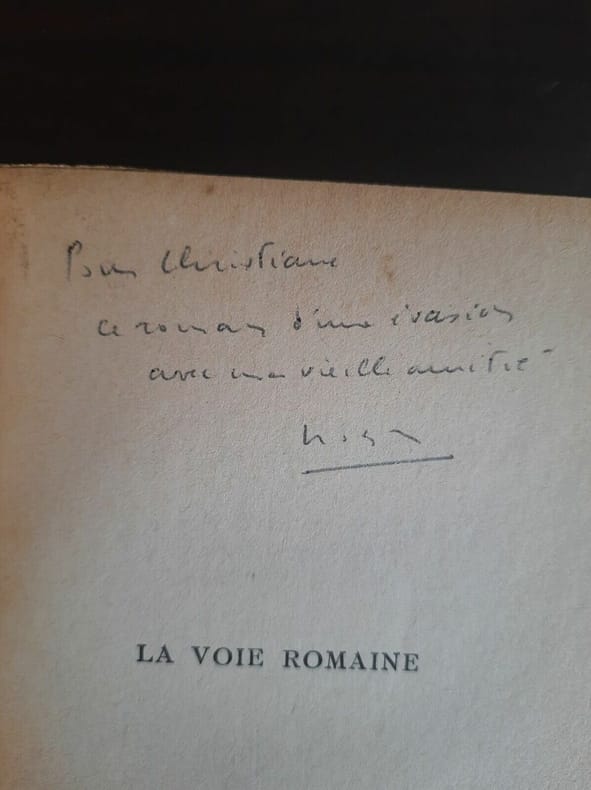 Pour Christiane
ce roman d'une évasion
avec ma vieille amitié
LA VOIE ROMAINE